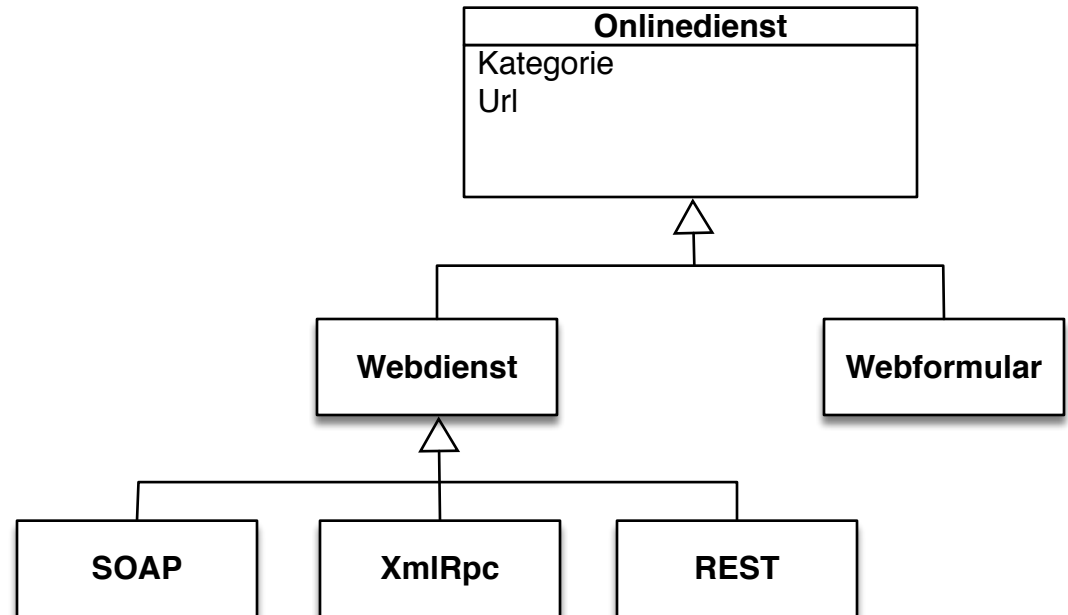 Onlinedienst
Kategorie
Url
Webdienst
Webformular
SOAP
XmlRpc
REST